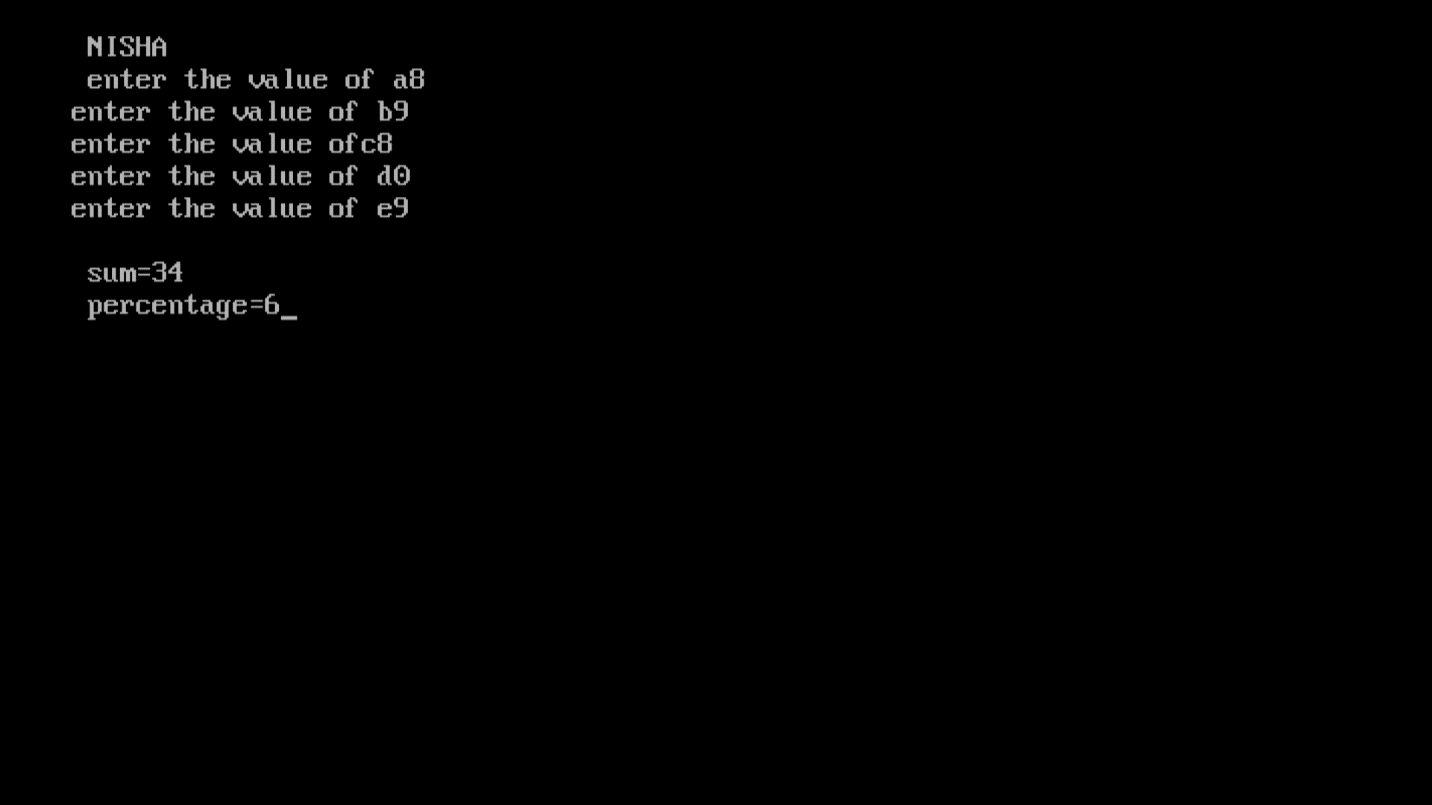 NISHA
enter the value of a8
enter the value of b9
enter the value ofc8
enter the value of d0
enter the value of e9
sum=34
percentage=6_